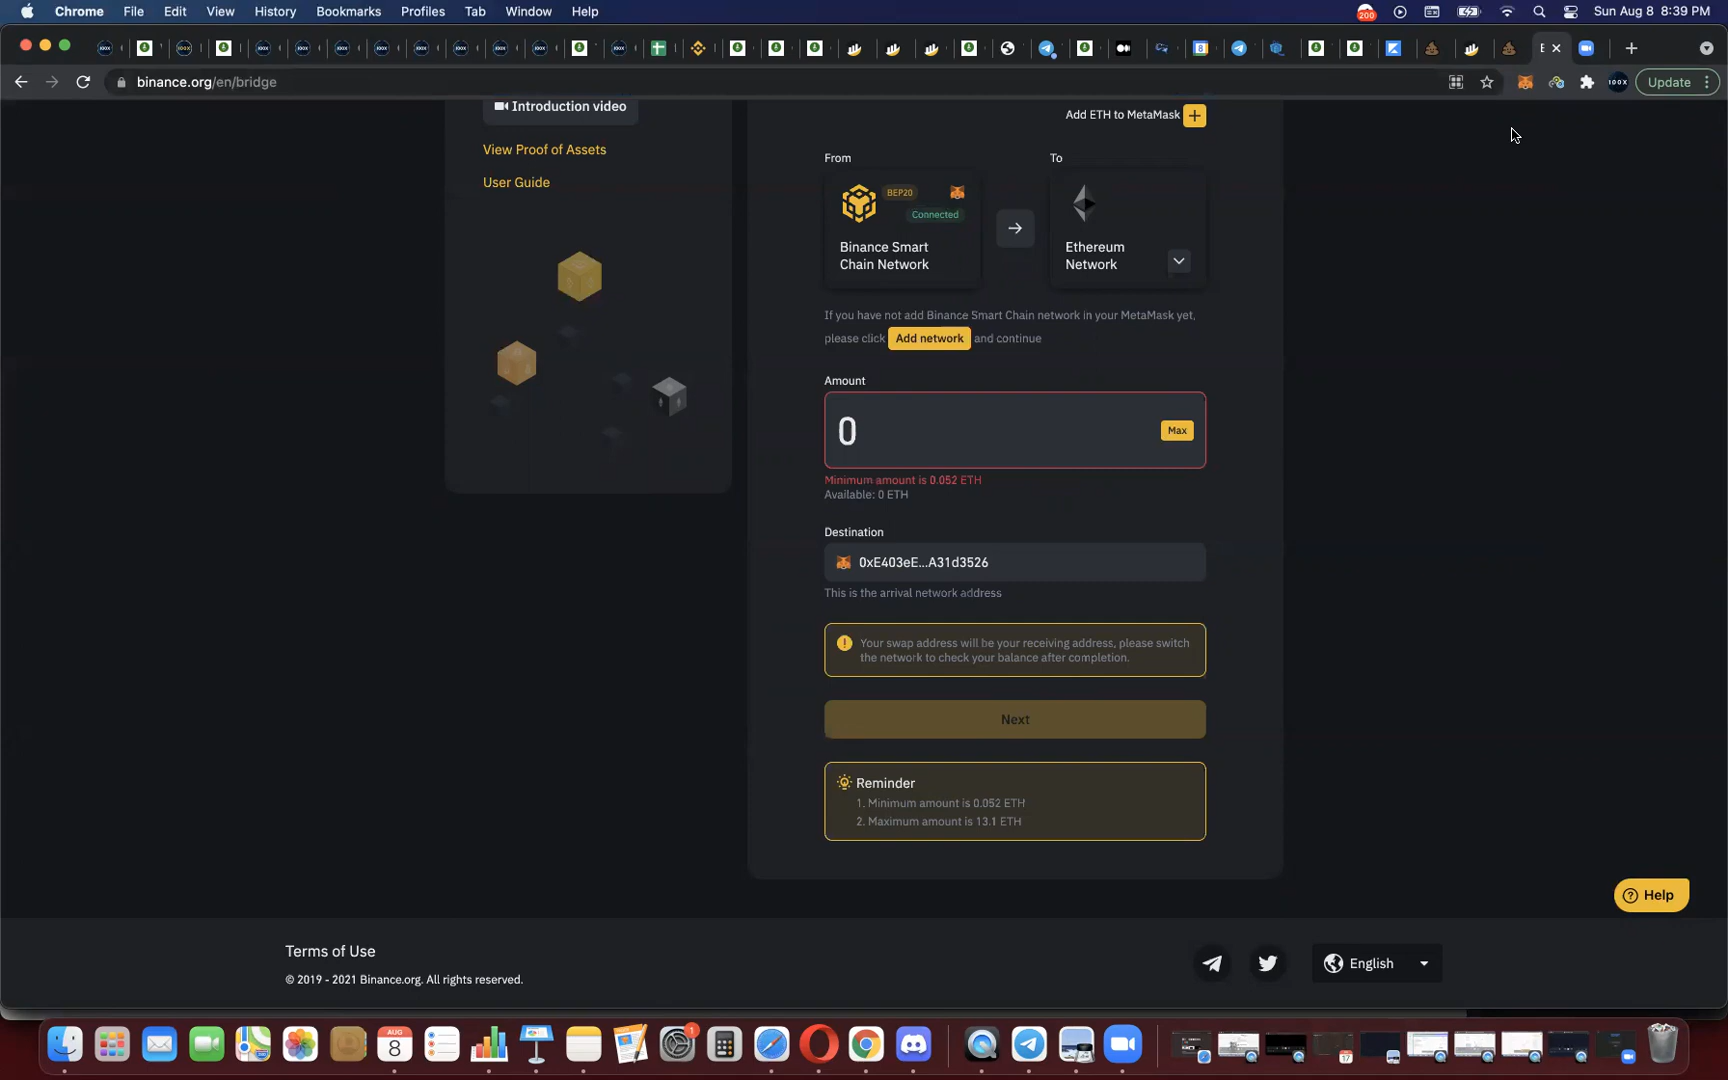 Chrome File Edit View History Bookmarks Profiles Tab Window Help
200
Sun Aug 8 8:39 PM
binance.org/en/bridge
100X
Update
Introduction video
View Proof of Assets
User Guide
Add ETH to MetaMask
From
To
BEP20
Connected
Binance Smart
Chain Network
Ethereum
Network
If you have not add Binance Smart Chain network in your MetaMask yet,
please click Add network and continue
Amount
0
Max
Minimum amount is 0.052 ETH
Available: 0 ETH
Destination
0xE403eE...A31d3526
This is the arrival network address
Your swap address will be your receiving address, please switch
the network to check your balance after completion.
Next
Reminder
1. Minimum amount is 0.052 ETH
2. Maximum amount is 13.1 ETH
Help
Terms of Use
© 2019 - 2021 Binance.org. All rights reserved.
English
AUG
8
1
17